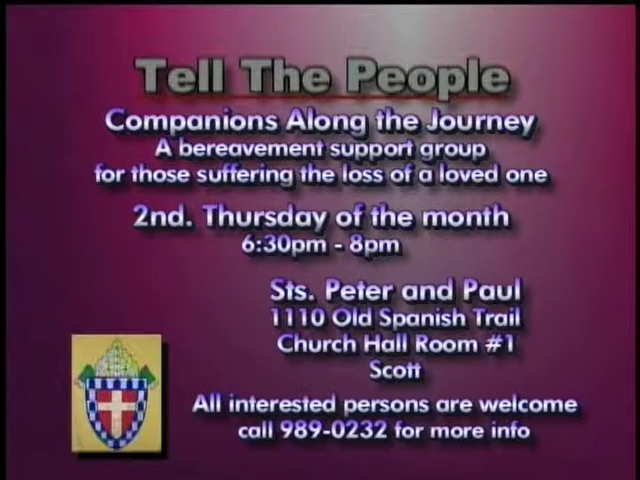 Tell The People
Companions Along the Journey
A bereavement support group
for those suffering the loss of a loved one
2nd. Thursday of the month
6:30pm - 8pm
Sts. Peter and Paul
1110 Old Spanish Trail
Church Hall Room #1
Scott
All interested persons are welcome
call 989-0232 for more info